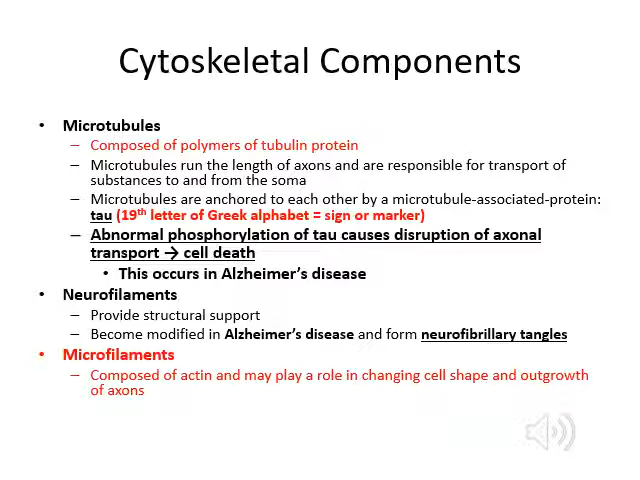 Cytoskeletal Components
• Microtubules
– Composed of polymers of tubulin protein
– Microtubules run the length of axons and are responsible for transport of
substances to and from the soma
– Microtubules are anchored to each other by a microtubule-associated-protein:
tau (19th letter of Greek alphabet = sign or marker)
– Abnormal phosphorylation of tau causes disruption of axonal
transport → cell death
• This occurs in Alzheimer’s disease
• Neurofilaments
– Provide structural support
– Become modified in Alzheimer’s disease and form neurofibrillary tangles
• Microfilaments
– Composed of actin and may play a role in changing cell shape and outgrowth
of axons